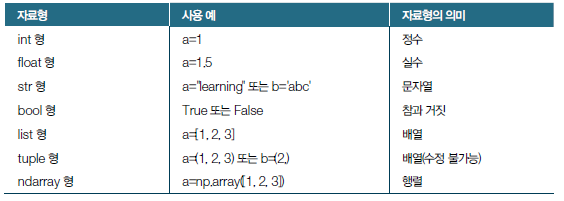 자료형 사용 예 자료형의 의미
int 형 a=1 정수
float 형 a=1.5 실수
str 형 a="learning" 또는 b='abc' 문자열
bool 형 True 또는 False 참과 거짓
list 형 a=[1, 2, 3] 배열
tuple 형 a=(1, 2, 3) 또는 b=(2,) 배열(수정 불가능)
ndarray 형 a=np.array([1, 2, 3]) 행렬